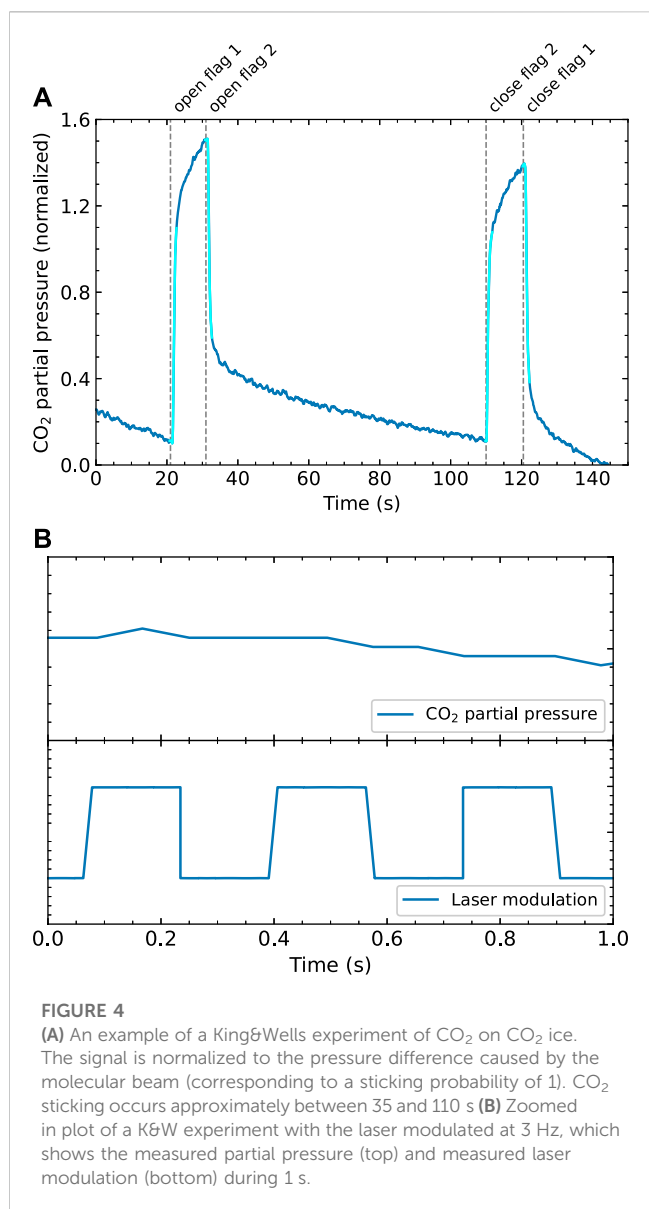 open flag 1
open flag 2
close flag 2
close flag 1
A
1.6
1.2
0.8
0.4
0.0
CO₂ partial pressure (normalized)
0 20 40 60 80 100 120 140
Time (s)
B
CO₂ partial pressure
Laser modulation
0.0 0.2 0.4 0.6 0.8 1.0
Time (s)
FIGURE 4
(A) An example of a King&Wells experiment of CO₂ on CO₂ ice.
The signal is normalized to the pressure difference caused by the
molecular beam (corresponding to a sticking probability of 1). CO₂
sticking occurs approximately between 35 and 110 s (B) Zoomed
in plot of a K&W experiment with the laser modulated at 3 Hz, which
shows the measured partial pressure (top) and measured laser
modulation (bottom) during 1 s.